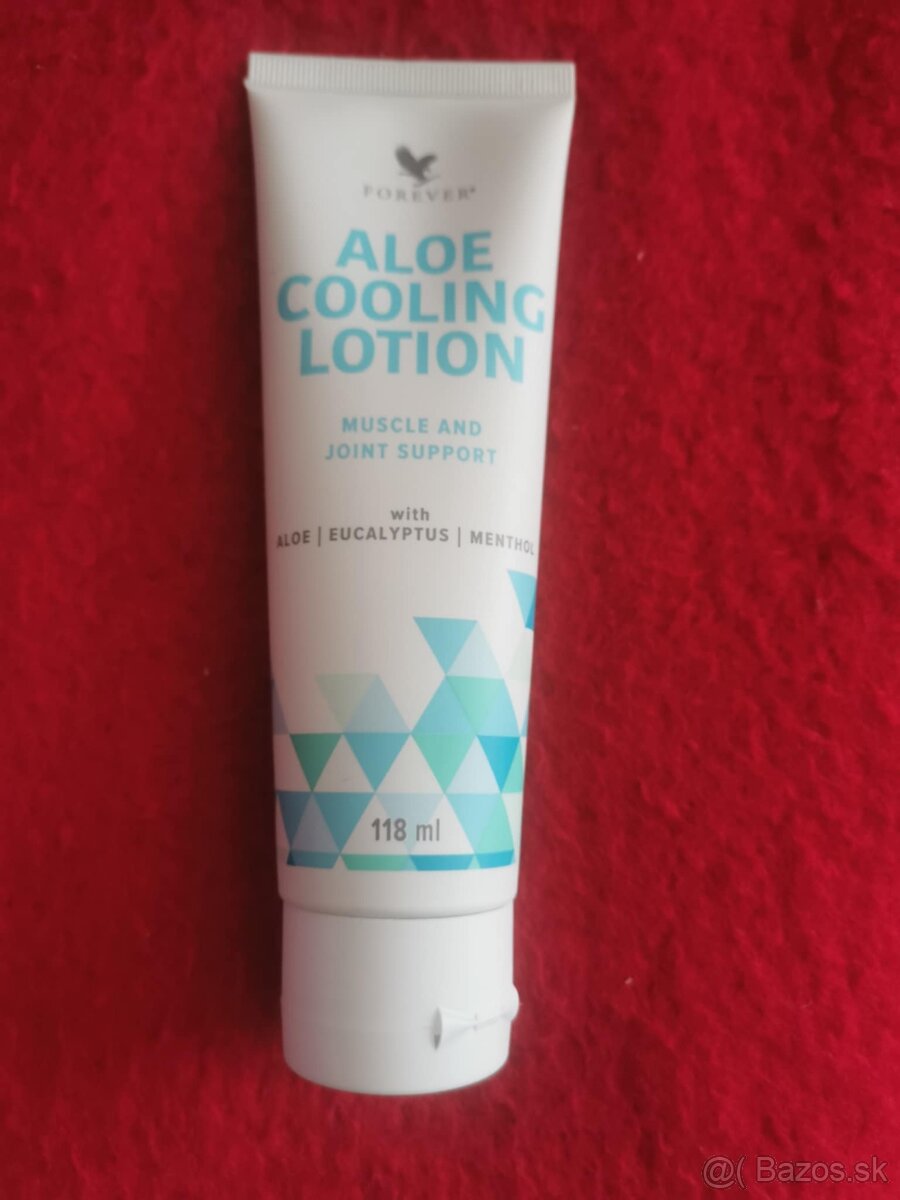 FOREVER®
ALOE
COOLING
LOTION
MUSCLE AND
JOINT SUPPORT
with
ALOE | EUCALYPTUS | MENTHOL
118 ml
@( Bazos.sk